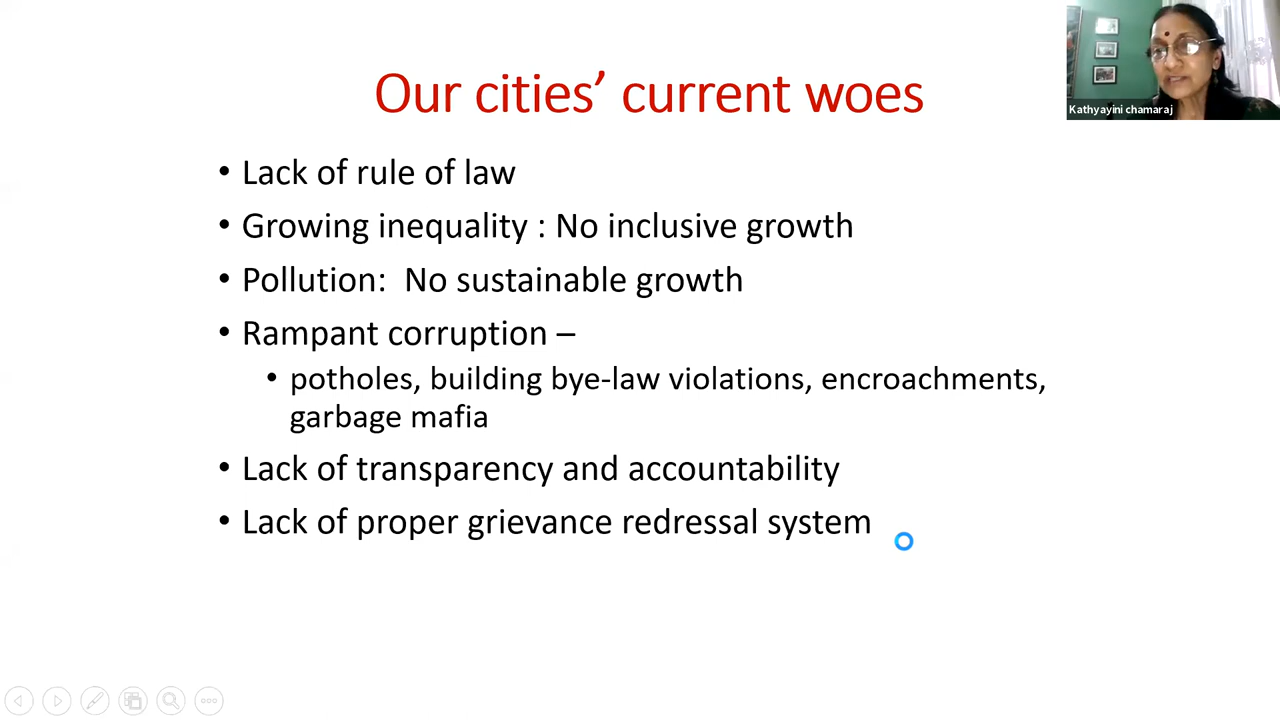 Our cities’ current woes
Kathyayini chamaraj
• Lack of rule of law
• Growing inequality : No inclusive growth
• Pollution:  No sustainable growth
• Rampant corruption –
• potholes, building bye-law violations, encroachments,
garbage mafia
• Lack of transparency and accountability
• Lack of proper grievance redressal system